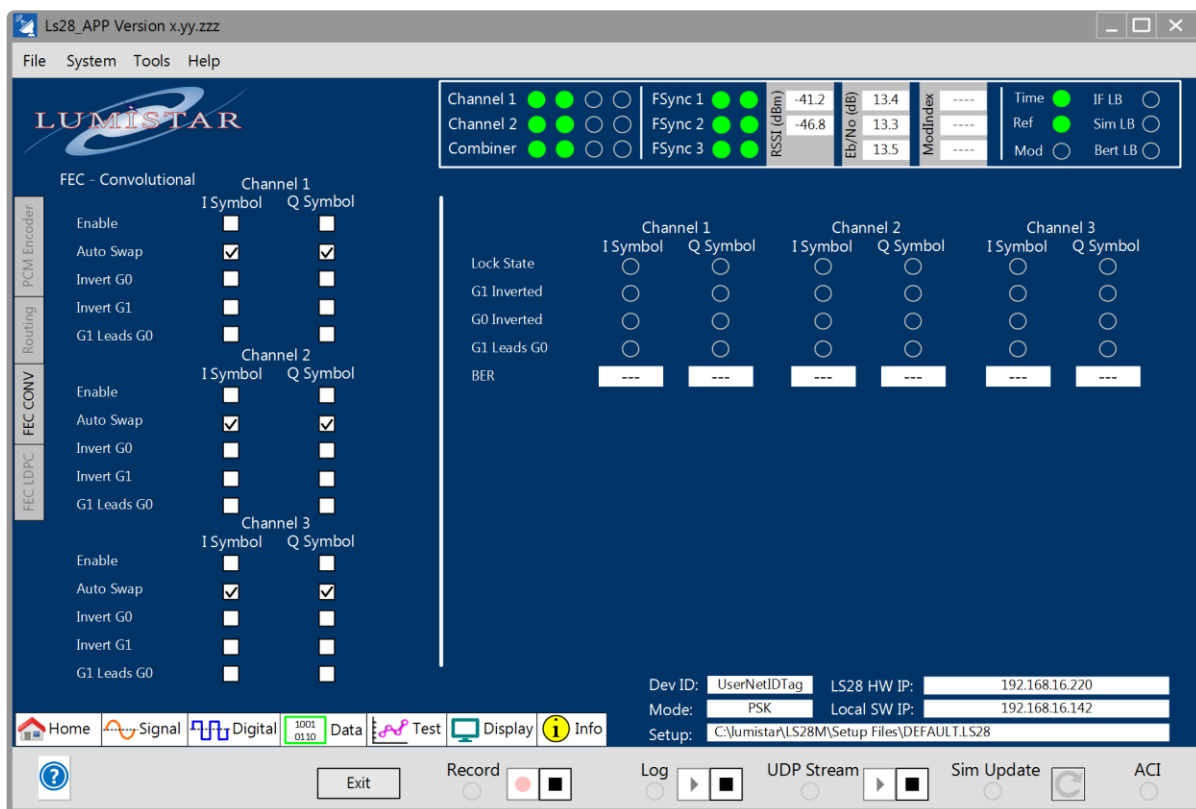 Ls28_APP Version x.yy.zzz
File System Tools Help
LUMISTAR
Channel 1 FSync 1
Channel 2 FSync 2
Combiner FSync 3
RSSI (dBm) -41.2
-46.8
Eb/No (dB) 13.4
13.3
13.5
ModIndex ----
----
----
Time IF LB
Ref Sim LB
Mod Bert LB
PCM Encoder
Routing
FEC CONV
FEC LDPC
FEC - Convolutional
Channel 1
I Symbol Q Symbol
Enable
Auto Swap
Invert G0
Invert G1
G1 Leads G0
Channel 2
I Symbol Q Symbol
Enable
Auto Swap
Invert G0
Invert G1
G1 Leads G0
Channel 3
I Symbol Q Symbol
Enable
Auto Swap
Invert G0
Invert G1
G1 Leads G0
Channel 1 Channel 2 Channel 3
I Symbol Q Symbol I Symbol Q Symbol I Symbol Q Symbol
Lock State
G1 Inverted
G0 Inverted
G1 Leads G0
BER --- --- --- --- --- ---
Dev ID: UserNetIDTag LS28 HW IP: 192.168.16.220
Mode: PSK Local SW IP: 192.168.16.142
Setup: C:\lumistar\LS28M\Setup Files\DEFAULT.LS28
Home Signal Digital 1001 0110 Data Test Display i Info
? Exit Record Log UDP Stream Sim Update ACI